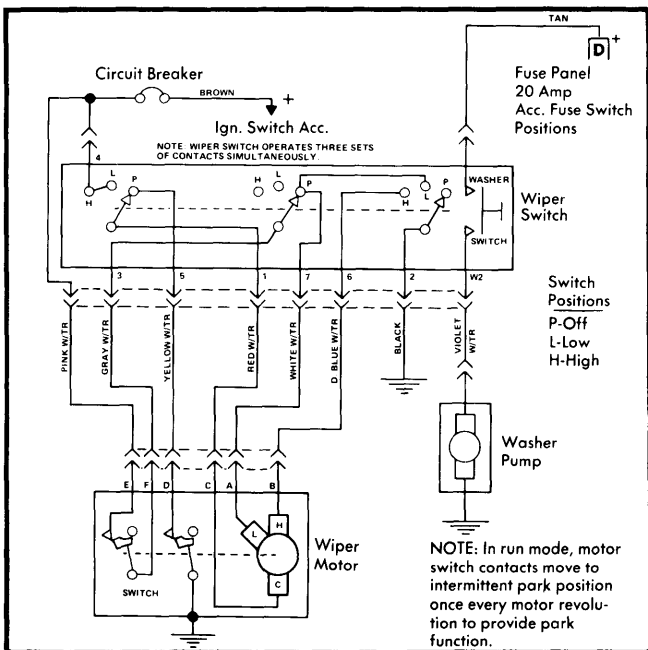 TAN
D +
Circuit Breaker
BROWN
+
Ign. Switch Acc.
Fuse Panel
20 Amp
Acc. Fuse Switch
Positions
NOTE: WIPER SWITCH OPERATES THREE SETS
OF CONTACTS SIMULTANEOUSLY.
4
H L P
H L P
H L P
WASHER
SWITCH
Wiper
Switch
3 5 1 7 6 2 W2
Switch
Positions
P-Off
L-Low
H-High
PINK W/TR
GRAY W/TR
YELLOW W/TR
RED W/TR
WHITE W/TR
D BLUE W/TR
BLACK
VIOLET
W/TR
Washer
Pump
E F D C A B
L H
C
SWITCH
Wiper
Motor
NOTE: In run mode, motor
switch contacts move to
intermittent park position
once every motor revolu-
tion to provide park
function.